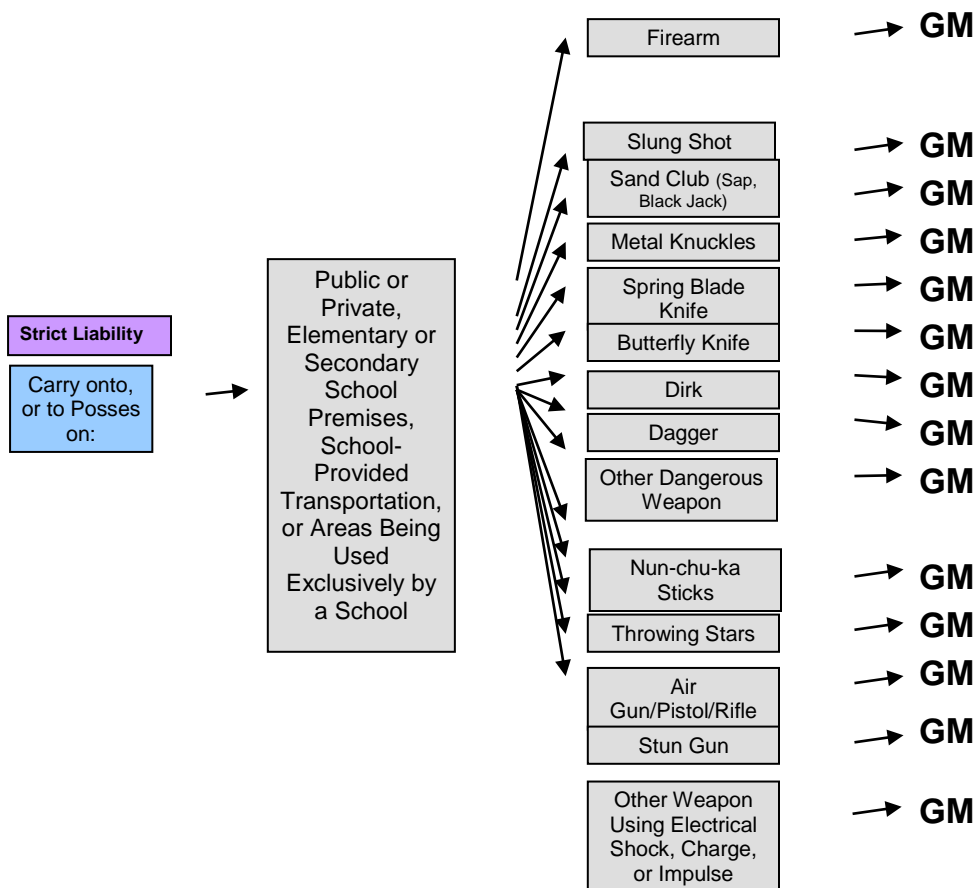 Strict Liability
Carry onto,
or to Posses
on:
Public or
Private,
Elementary or
Secondary
School
Premises,
School-
Provided
Transportation,
or Areas Being
Used
Exclusively by
a School
Firearm
GM
Slung Shot
GM
Sand Club (Sap,
Black Jack)
GM
Metal Knuckles
GM
Spring Blade
Knife
GM
Butterfly Knife
GM
Dirk
GM
Dagger
GM
Other Dangerous
Weapon
GM
Nun-chu-ka
Sticks
GM
Throwing Stars
GM
Air
Gun/Pistol/Rifle
GM
Stun Gun
GM
Other Weapon
Using Electrical
Shock, Charge,
or Impulse
GM